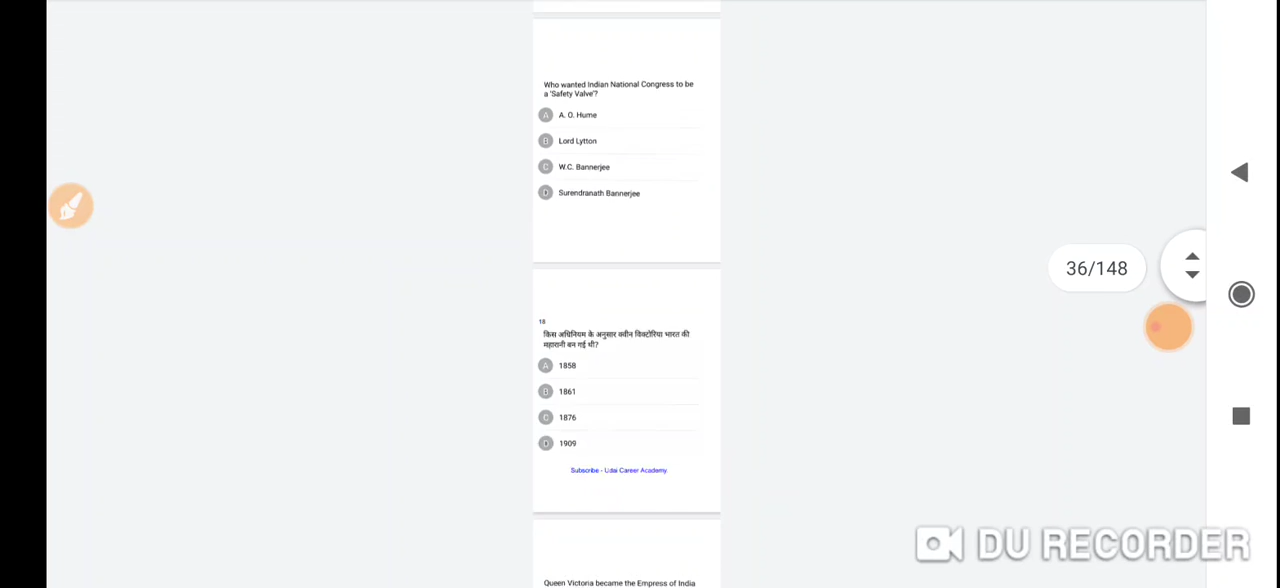 Who wanted Indian National Congress to be
a 'Safety Valve'?
A A. O. Hume
B Lord Lytton
C W.C. Bannerjee
D Surendranath Bannerjee
36/148
18
किस अधिनियम के अनुसार क्वीन विक्टोरिया भारत की
महारानी बन गई थी?
A 1858
B 1861
C 1876
D 1909
Subscribe - Udai Career Academy
DU RECORDER
Queen Victoria became the Empress of India